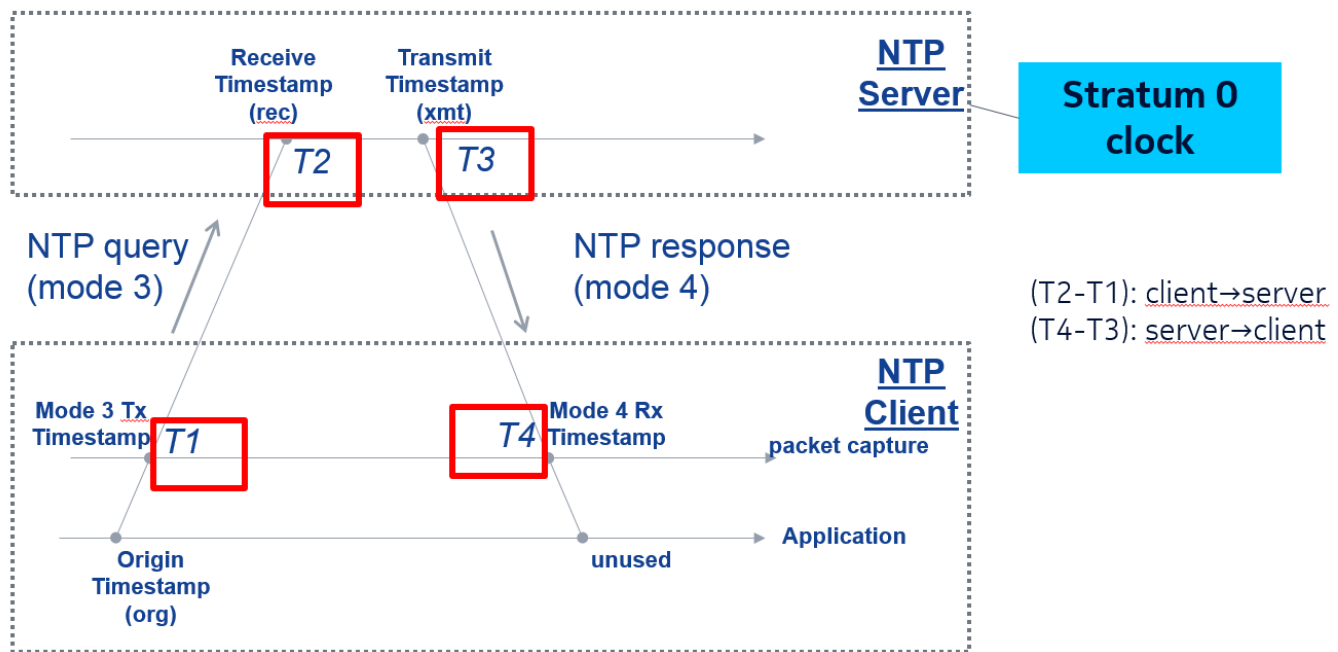 Receive
Timestamp
(rec)
Transmit
Timestamp
(xmt)
NTP
Server
Stratum 0
clock
T2
T3
NTP query
(mode 3)
NTP response
(mode 4)
(T2-T1): client→server
(T4-T3): server→client
NTP
Client
Mode 3 Tx
Timestamp
T1
T4
Mode 4 Rx
Timestamp
packet capture
Application
Origin
Timestamp
(org)
unused